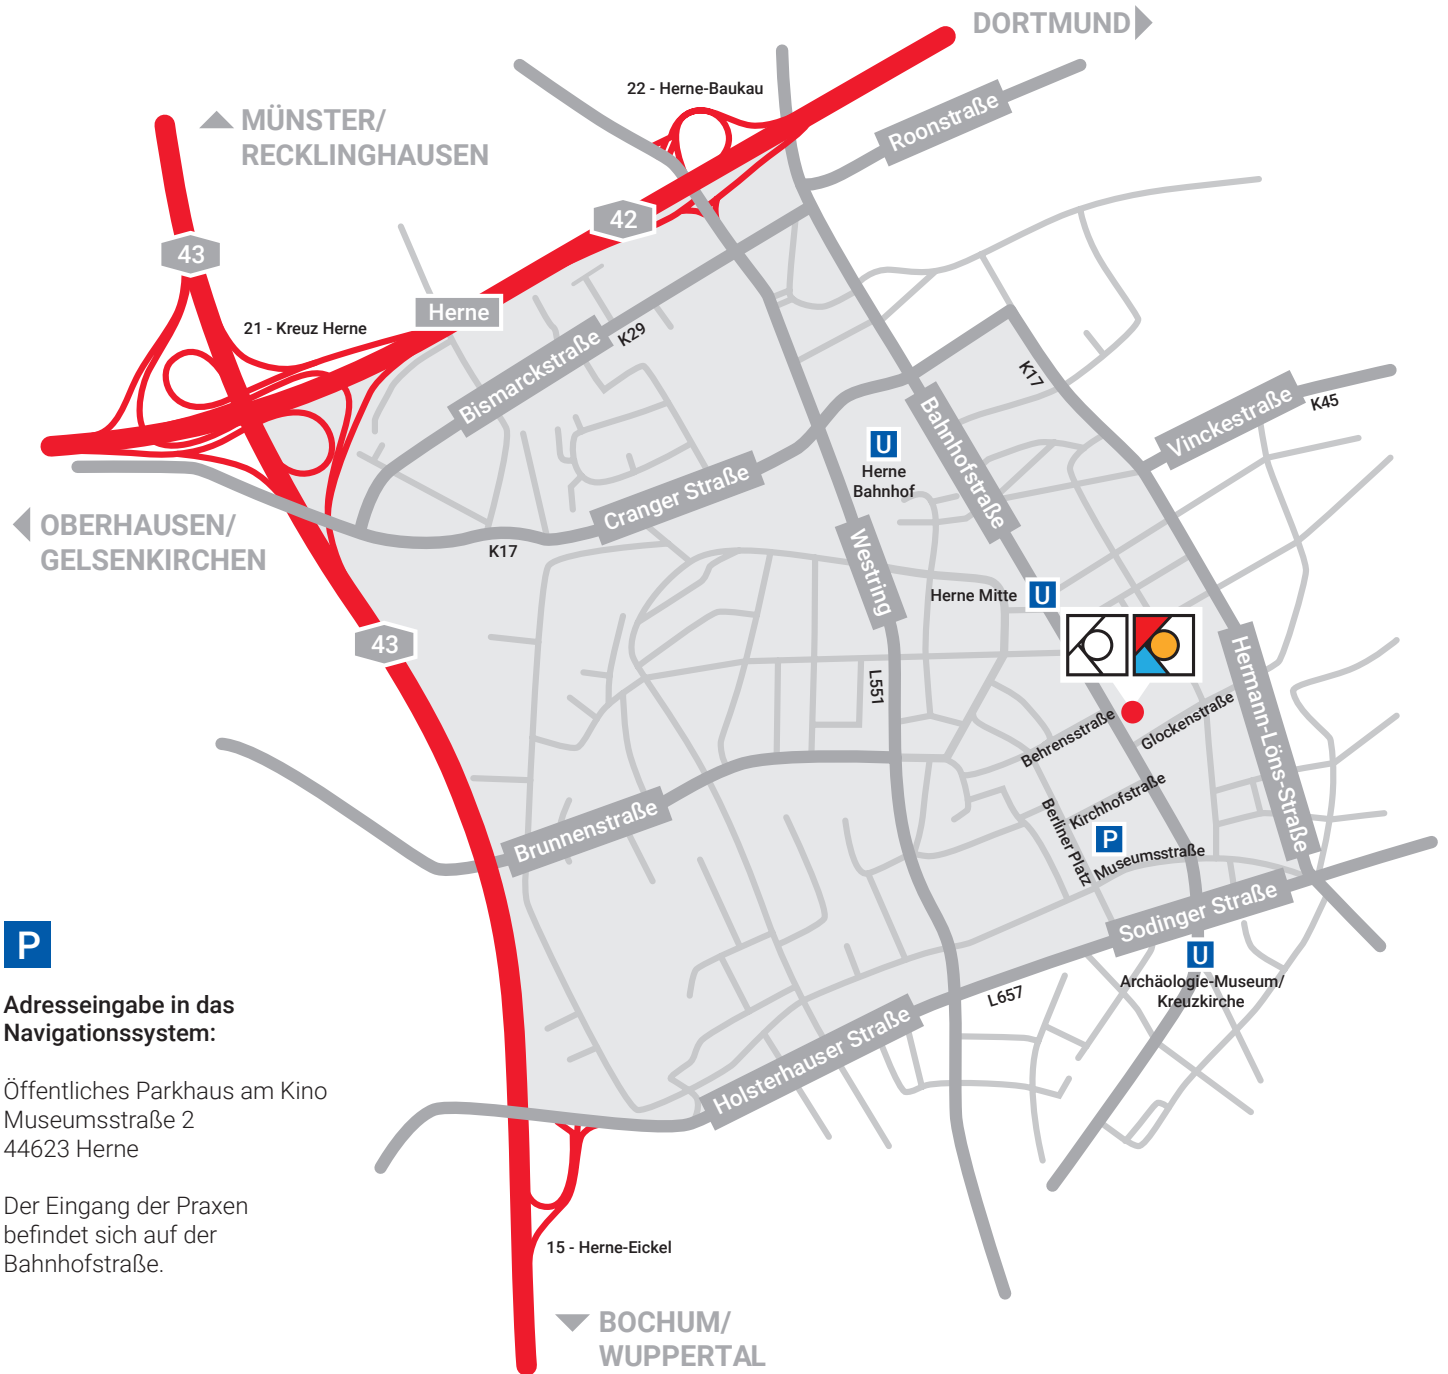 DORTMUND
22 - Herne-Baukau
MÜNSTER/
RECKLINGHAUSEN
Roonstraße
42
43
Herne
21 - Kreuz Herne
K29
Bismarckstraße
K17
Bahnhofstraße
Vinckestraße
K45
U
Herne
Bahnhof
Cranger Straße
OBERHAUSEN/
GELSENKIRCHEN
K17
Westring
Herne Mitte
U
43
L551
Hermann-Löns-Straße
Behrensstraße
Glockenstraße
Kirchhofstraße
Berliner Platz
P
Museumsstraße
Brunnenstraße
Sodinger Straße
U
Archäologie-Museum/
Kreuzkirche
L657
Holsterhauser Straße
P
Adresseingabe in das
Navigationssystem:
Öffentliches Parkhaus am Kino
Museumsstraße 2
44623 Herne
Der Eingang der Praxen
befindet sich auf der
Bahnhofstraße.
15 - Herne-Eickel
BOCHUM/
WUPPERTAL